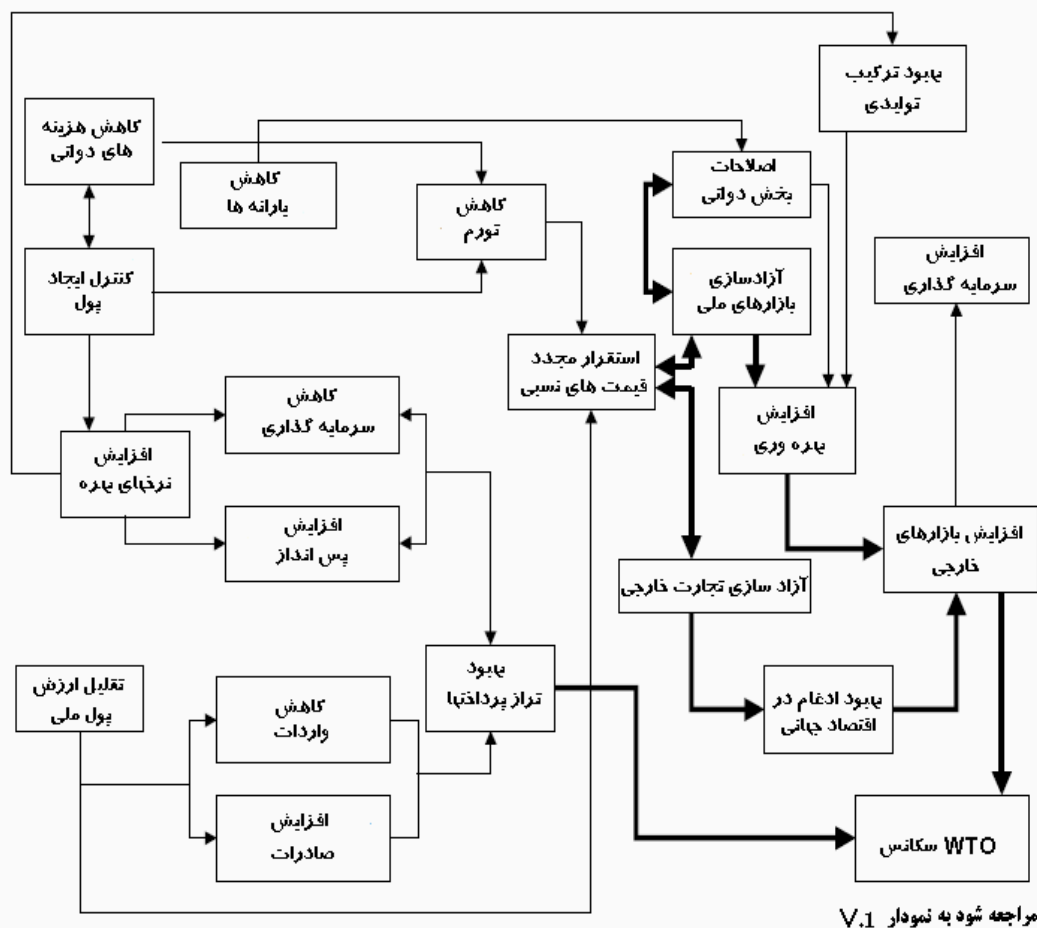 بهبود ترکیب
تولیدی
کاهش هزینه
های دولتی
کاهش
یارانه ها
کاهش
تورم
اصلاحات
بخش دولتی
کنترل ایجاد
پول
آزادسازی
بازارهای ملی
افزایش
سرمایه گذاری
استقرار مجدد
قیمت های نسبی
کاهش
سرمایه گذاری
افزایش
بهره وری
افزایش
نرخهای بهره
افزایش
پس انداز
افزایش بازارهای
خارجی
آزاد سازی تجارت خارجی
بهبود
تراز پرداختها
تقلیل ارزش
پول ملی
کاهش
واردات
بهبود ادغام در
اقتصاد جهانی
افزایش
صادرات
سکانس WTO
مراجعه شود به نمودار V.1